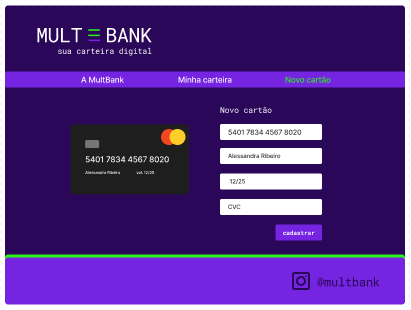 MULT BANK
sua carteira digital
A MultBank Minha carteira Novo cartão
Novo cartão
5401 7834 4567 8020
Alessandra Ribeiro
12/25
CVC
cadastrar
5401 7834 4567 8020
Alessandra Ribeiro val.12/25
@multbank